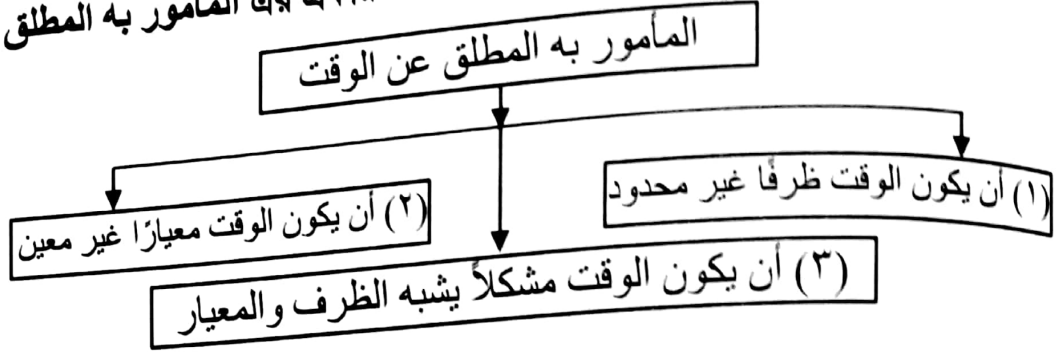 المأمور به المطلق
المأمور به المطلق عن الوقت
(١) أن يكون الوقت ظرفًا غير محدود
(٢) أن يكون الوقت معيارًا غير معين
(٣) أن يكون الوقت مشكلاً يشبه الظرف والمعيار